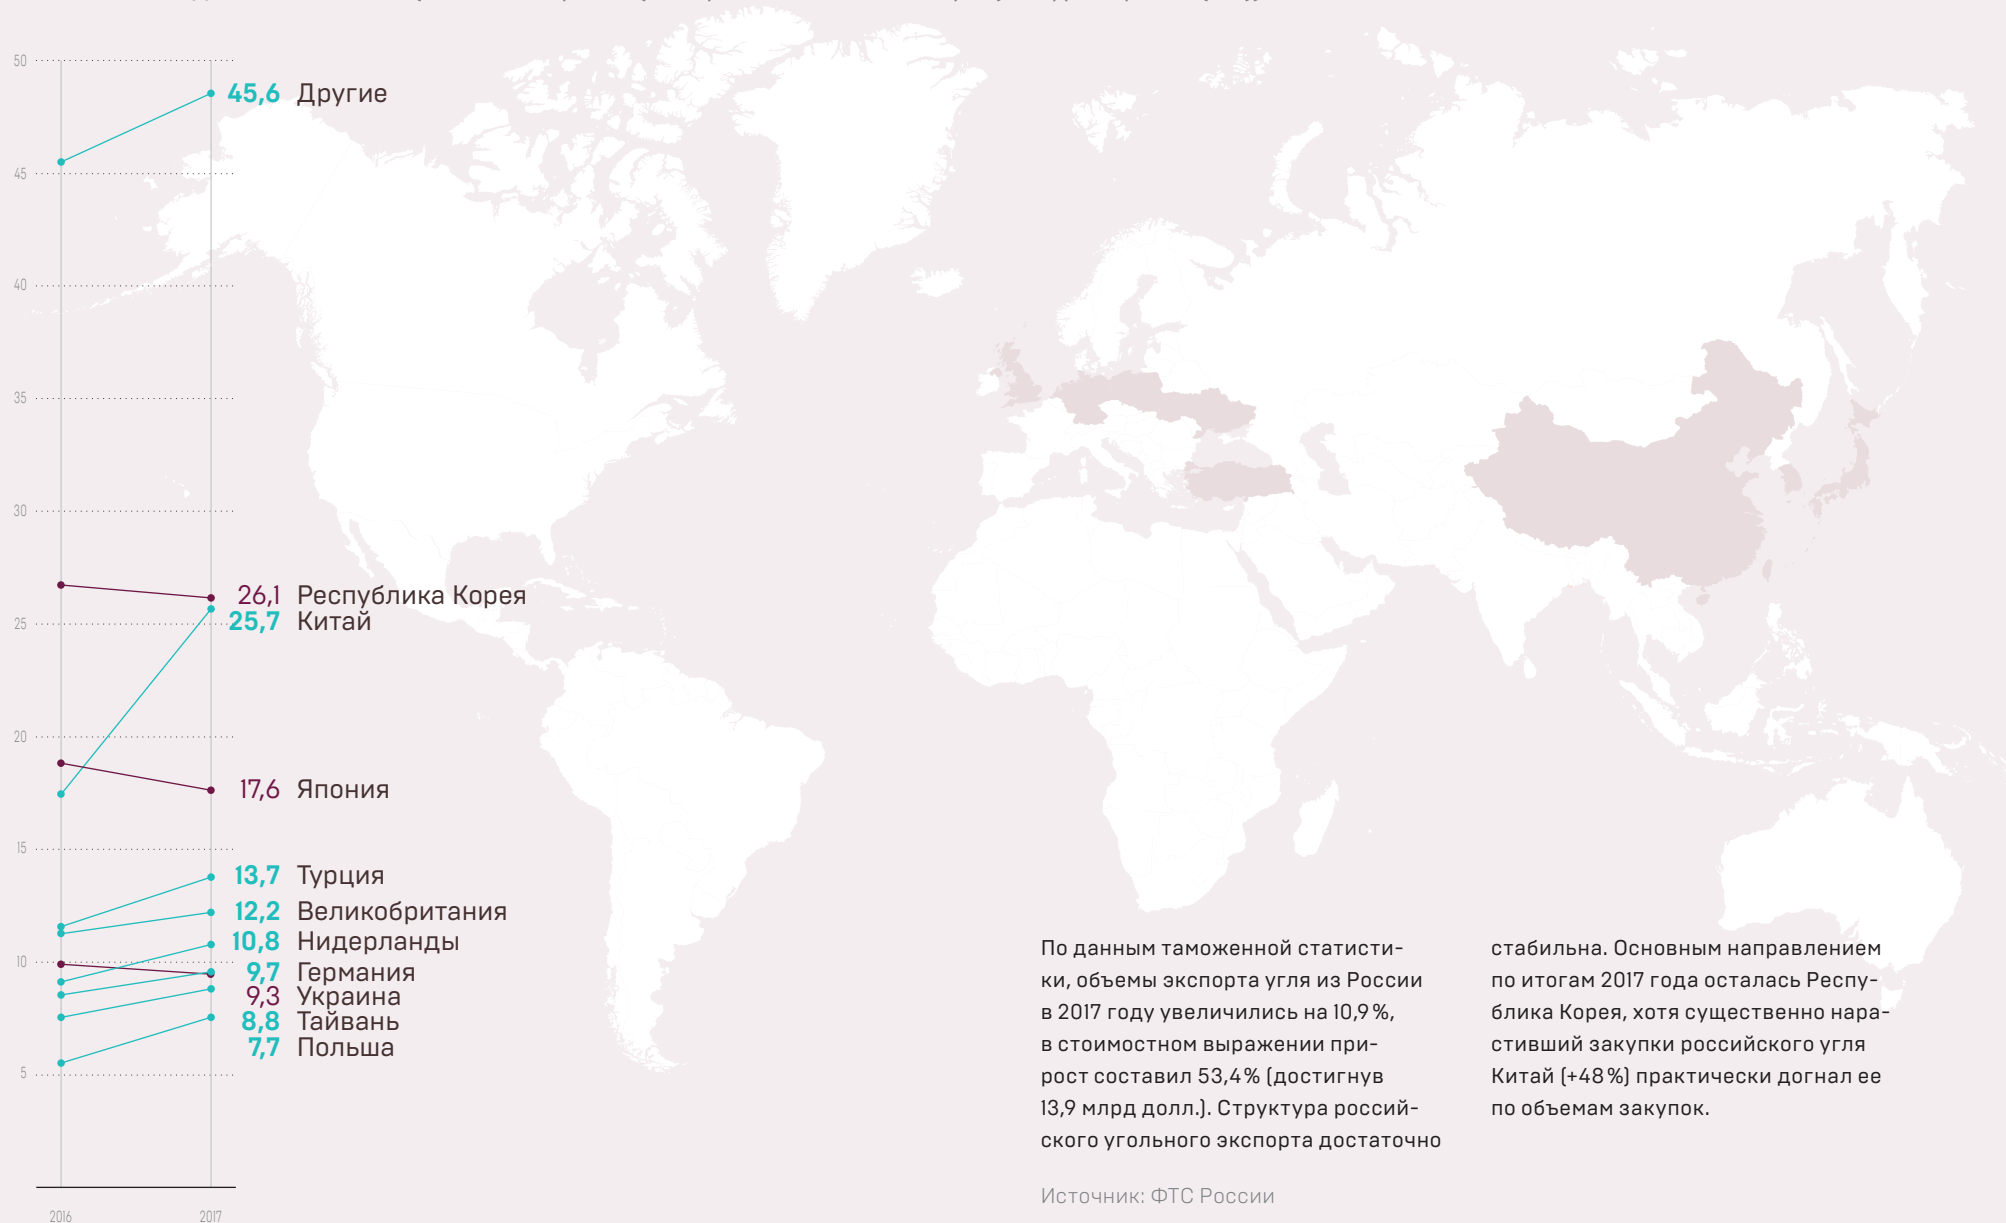 50
45,6 Другие
45
40
35
30
26,1 Республика Корея
25,7 Китай
25
20
17,6 Япония
15
13,7 Турция
12,2 Великобритания
10,8 Нидерланды
10
9,7 Германия
9,3 Украина
8,8 Тайвань
7,7 Польша
5
2016 2017
По данным таможенной статисти-
ки, объемы экспорта угля из России
в 2017 году увеличились на 10,9%,
в стоимостном выражении при-
рост составил 53,4% (достигнув
13,9 млрд долл.). Структура россий-
ского угольного экспорта достаточно
стабильна. Основным направлением
по итогам 2017 года осталась Респу-
блика Корея, хотя существенно нара-
стивший закупки российского угля
Китай (+48%) практически догнал ее
по объемам закупок.
Источник: ФТС России